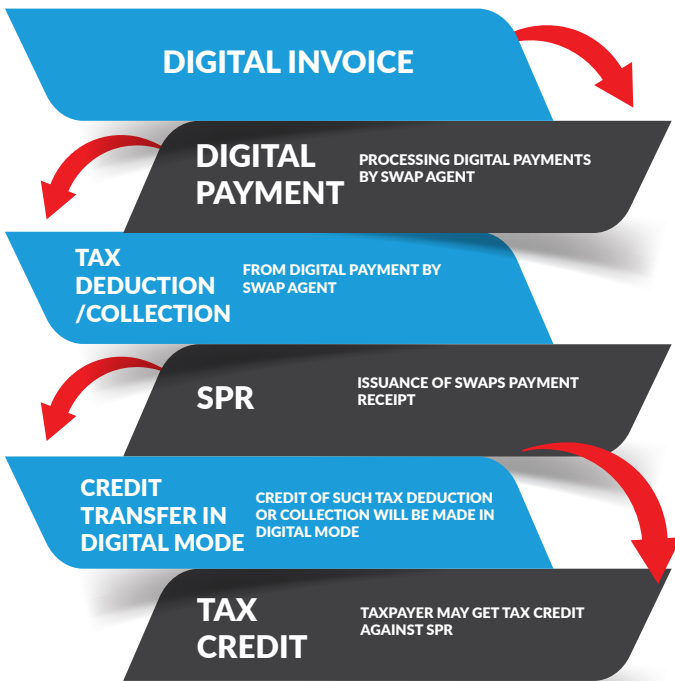 DIGITAL INVOICE
DIGITAL
PAYMENT
PROCESSING DIGITAL PAYMENTS
BY SWAP AGENT
TAX
DEDUCTION
/COLLECTION
FROM DIGITAL PAYMENT BY
SWAP AGENT
SPR
ISSUANCE OF SWAPS PAYMENT
RECEIPT
CREDIT
TRANSFER IN
DIGITAL MODE
CREDIT OF SUCH TAX DEDUCTION
OR COLLECTION WILL BE MADE IN
DIGITAL MODE
TAX
CREDIT
TAXPAYER MAY GET TAX CREDIT
AGAINST SPR